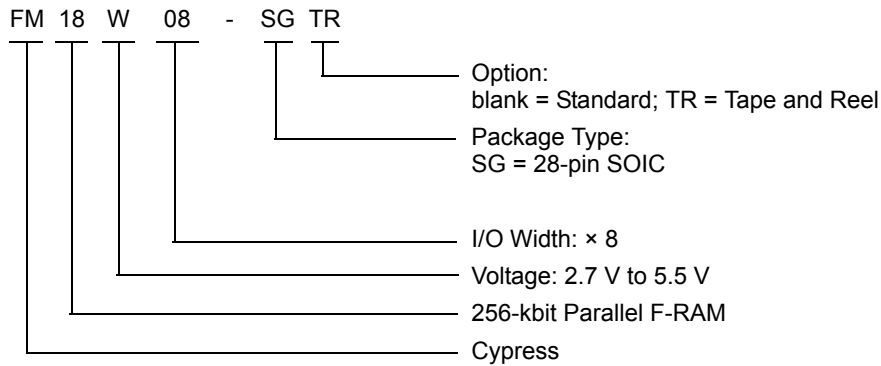 FM 18 W 08 - SG TR
Option:
blank = Standard; TR = Tape and Reel
Package Type:
SG = 28-pin SOIC
I/O Width: × 8
Voltage: 2.7 V to 5.5 V
256-kbit Parallel F-RAM
Cypress